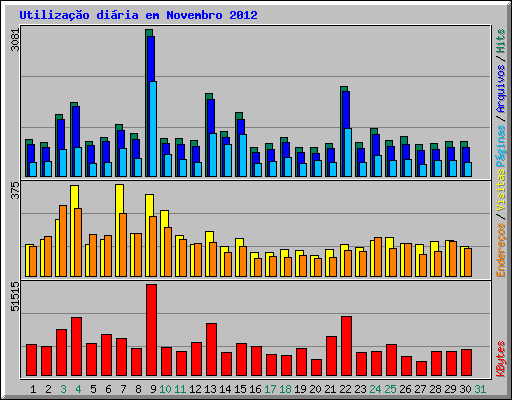 Utilização diária em Novembro 2012
3081
375
51515
Endereços / Visitas Páginas / Arquivos / Hits
KBytes
1 2 3 4 5 6 7 8 9 10 11 12 13 14 15 16 17 18 19 20 21 22 23 24 25 26 27 28 29 30 31